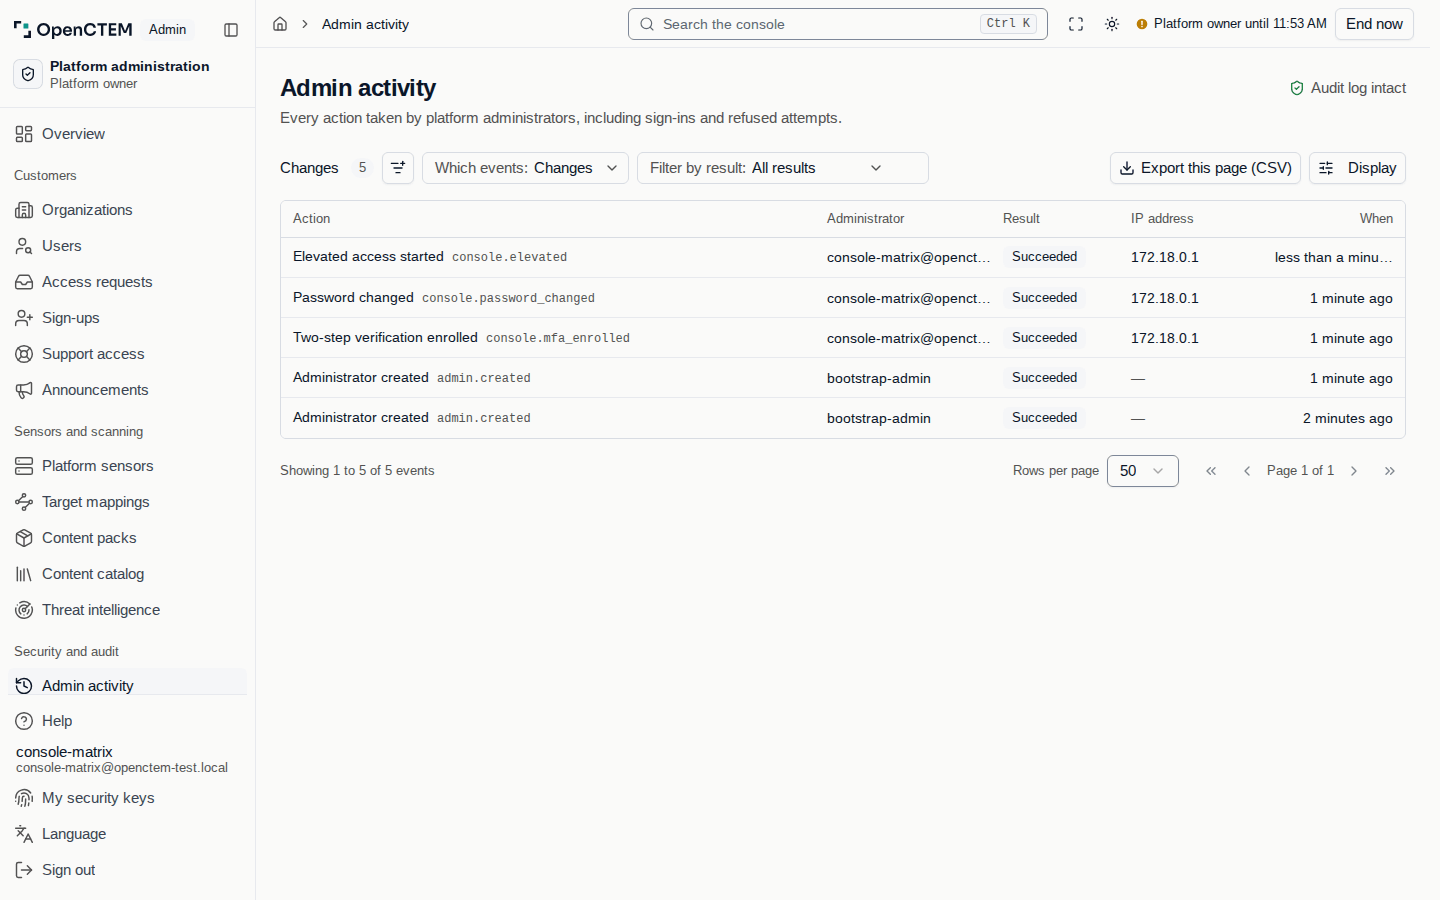 OpenCTEM Admin
Platform administration
Platform owner
Overview
Customers
Organizations
Users
Access requests
Sign-ups
Support access
Announcements
Sensors and scanning
Platform sensors
Target mappings
Content packs
Content catalog
Threat intelligence
Security and audit
Admin activity
Help
console-matrix
console-matrix@openctem-test.local
My security keys
Language
Sign out
Admin activity
Search the console Ctrl K
Platform owner until 11:53 AM End now
Admin activity
Audit log intact
Every action taken by platform administrators, including sign-ins and refused attempts.
Changes 5 Which events: Changes Filter by result: All results Export this page (CSV) Display
Action Administrator Result IP address When
Elevated access started console.elevated console-matrix@openct… Succeeded 172.18.0.1 less than a minu…
Password changed console.password_changed console-matrix@openct… Succeeded 172.18.0.1 1 minute ago
Two-step verification enrolled console.mfa_enrolled console-matrix@openct… Succeeded 172.18.0.1 1 minute ago
Administrator created admin.created bootstrap-admin Succeeded — 1 minute ago
Administrator created admin.created bootstrap-admin Succeeded — 2 minutes ago
Showing 1 to 5 of 5 events Rows per page 50 Page 1 of 1